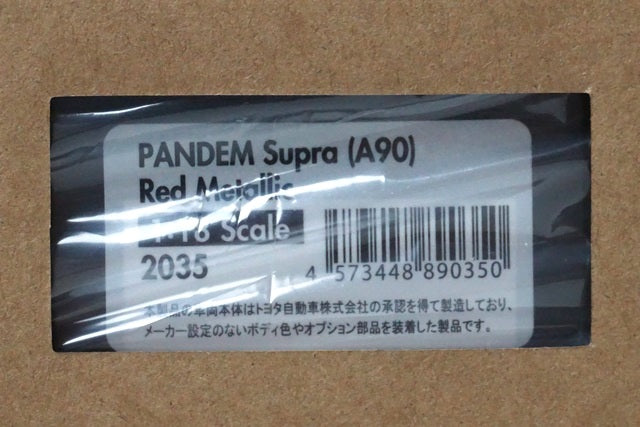 PANDEM Supra (A90)
Red Metallic
1:18 Scale
2035
4 573448 890350
本製品の車両本体はトヨタ自動車株式会社の承認を得て製造しており、
メーカー設定のないボディ色やオプション部品を装着した製品です。